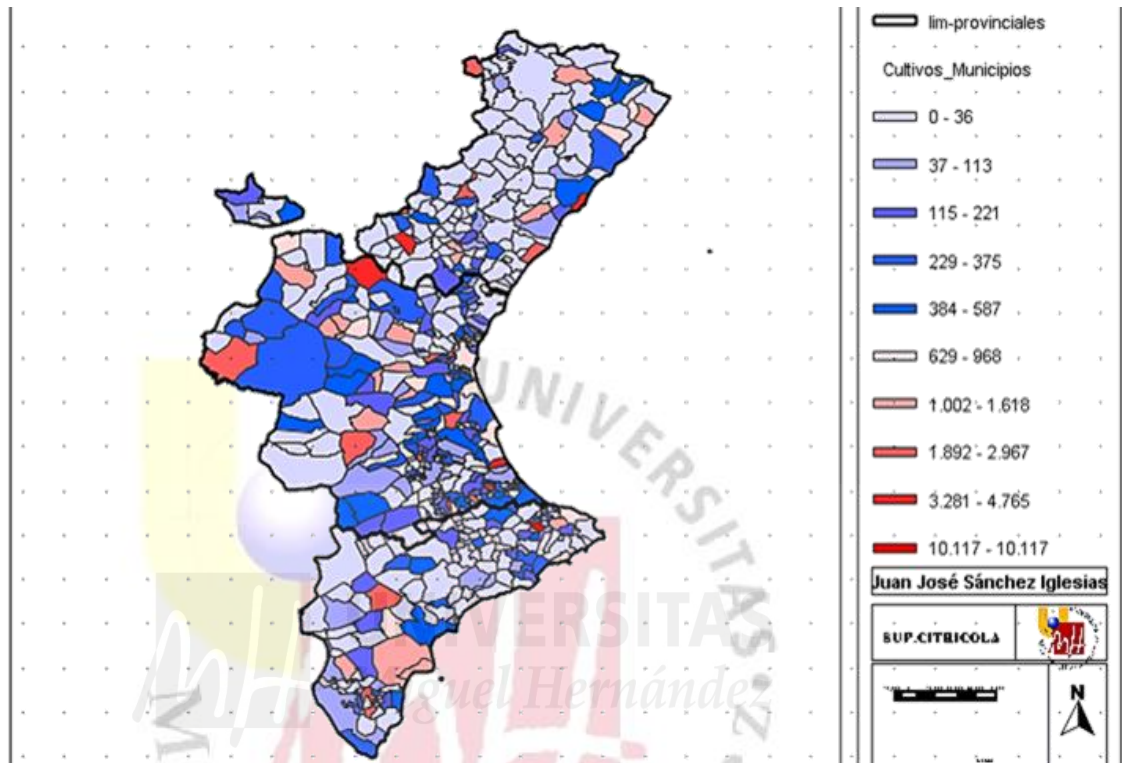 lim-provinciales
Cultivos_Municipios
0 - 36
37 - 113
115 - 221
229 - 375
384 - 587
629 - 968
1.002 - 1.618
1.892 - 2.967
3.281 - 4.765
10.117 - 10.117
Juan José Sánchez Iglesias
SUP.CITRICOLA
N
UNIVERSITAS
UNIVERSITAS
Miguel Hernández